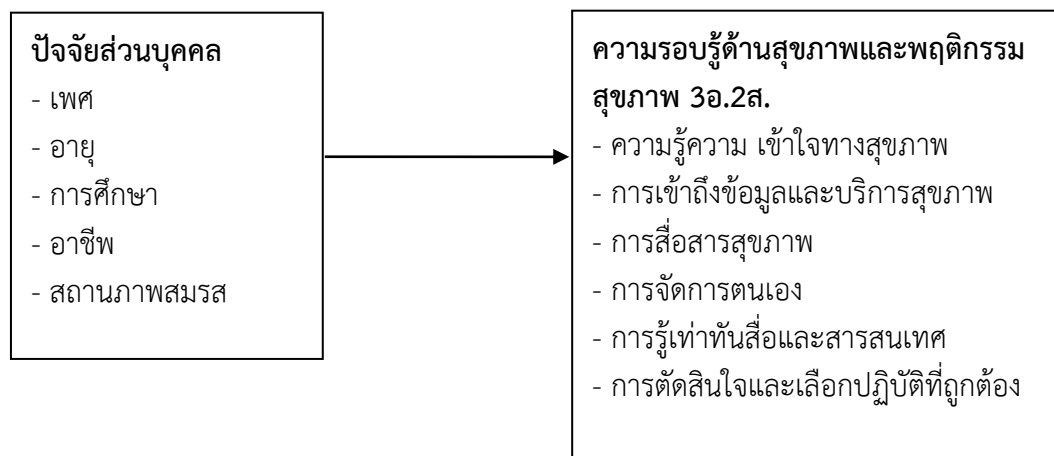 ปัจจัยส่วนบุคคล
- เพศ
- อายุ
- การศึกษา
- อาชีพ
- สถานภาพสมรส
ความรอบรู้ด้านสุขภาพและพฤติกรรม
สุขภาพ 3อ.2ส.
- ความรู้ความ เข้าใจทางสุขภาพ
- การเข้าถึงข้อมูลและบริการสุขภาพ
- การสื่อสารสุขภาพ
- การจัดการตนเอง
- การรู้เท่าทันสื่อและสารสนเทศ
- การตัดสินใจและเลือกปฏิบัติที่ถูกต้อง